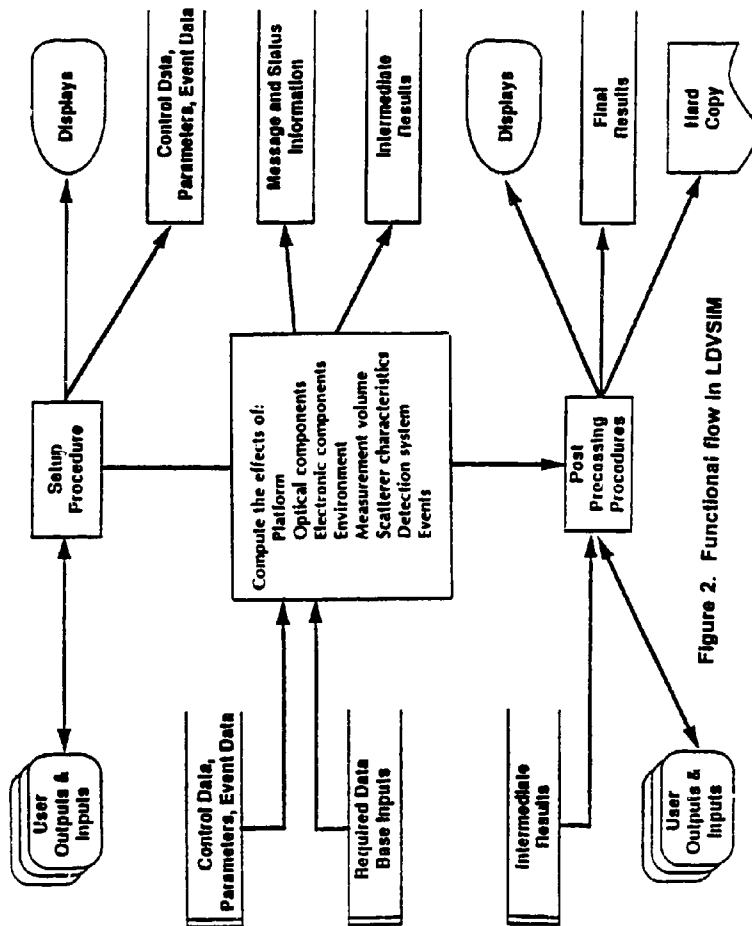 User
Outputs &
Inputs
Setup
Procedure
Displays
Control Data,
Parameters, Event Data
Control Data,
Parameters, Event Data
Required Data
Base Inputs
Compute the effects of:
Platform
Optical components
Electronic components
Environment
Measurement volume
Scatterer characteristics
Detection system
Events
Message and Status
Information
Intermediate
Results
Intermediate
Results
User
Outputs &
Inputs
Post
Processing
Procedures
Displays
Final
Results
Hard
Copy
Figure 2. Functional flow in LDVSIM